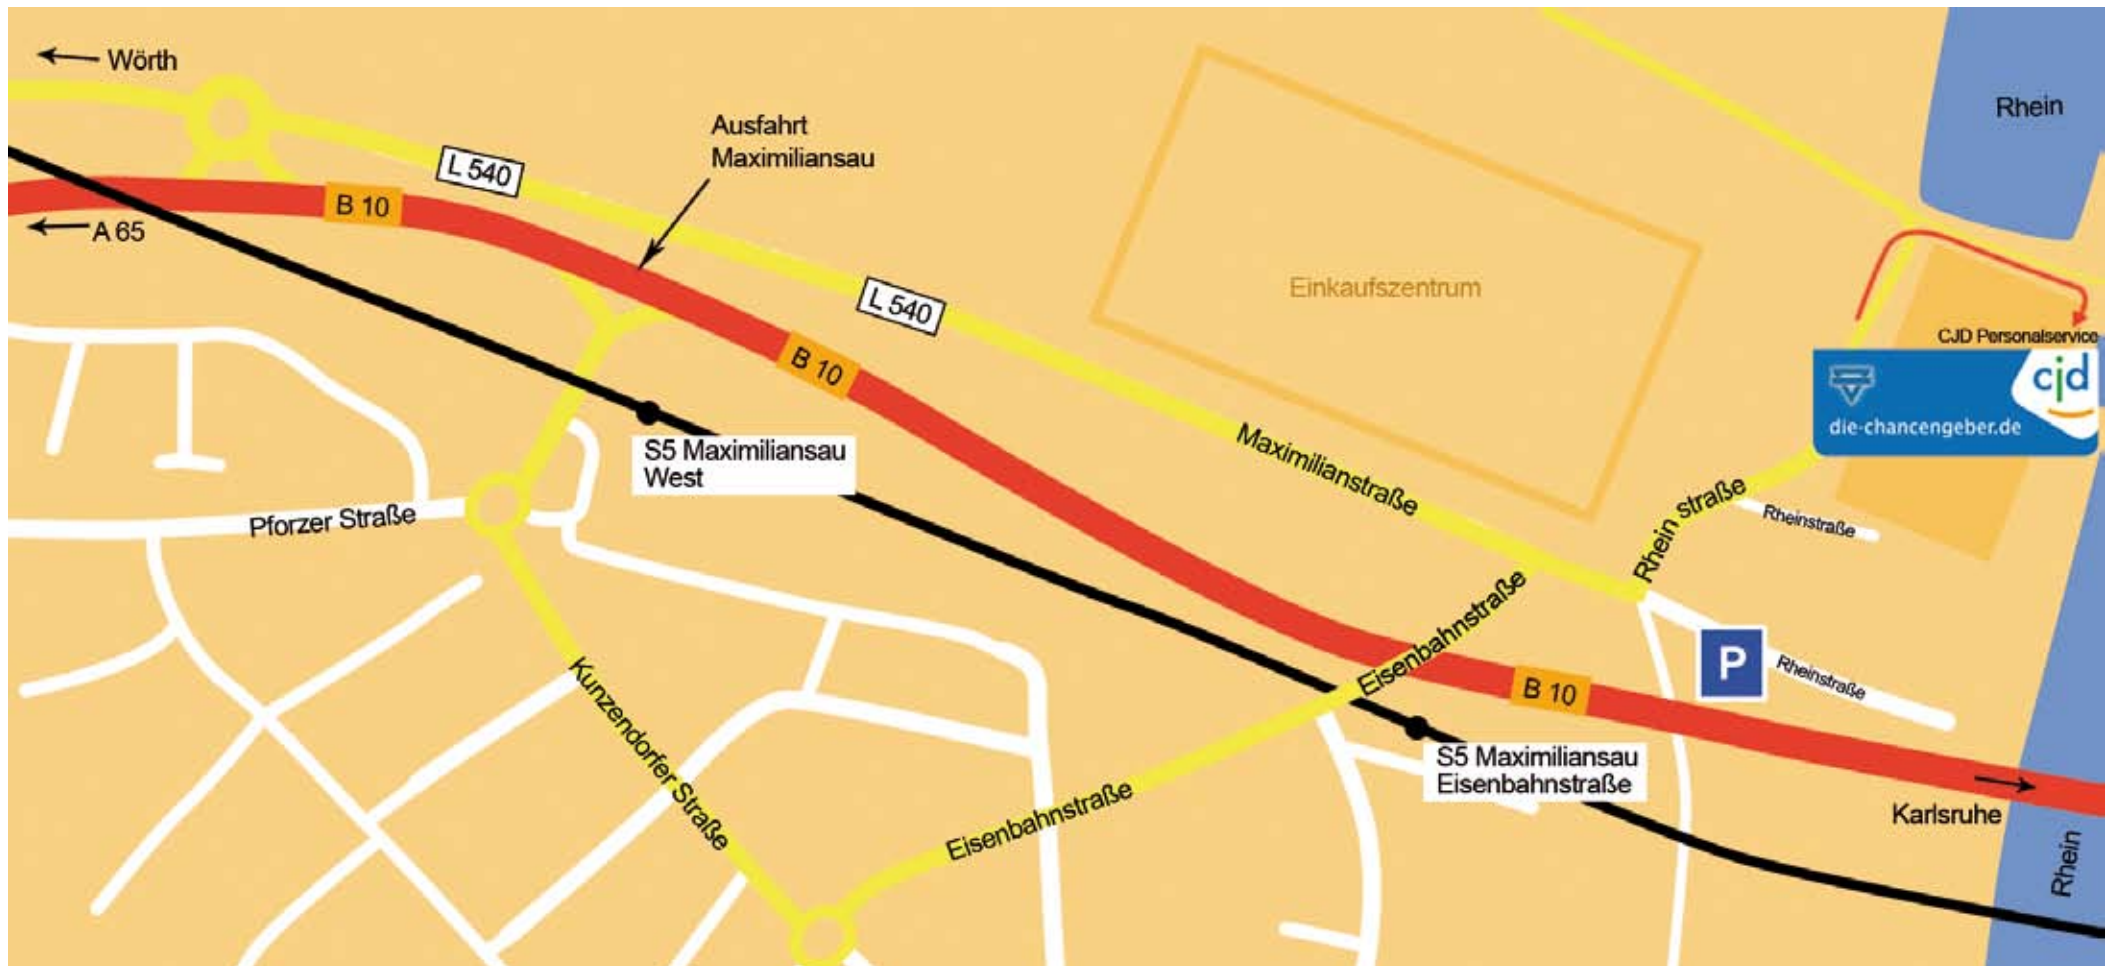 Wörth
Rhein
Ausfahrt
Maximiliansau
L 540
B 10
A 65
Einkaufszentrum
L 540
CJD Personalservice
B 10
cjd
die-chancengeber.de
S5 Maximiliansau
West
Maximilianstraße
Rhein straße
Rheinstraße
Pforzer Straße
Eisenbahnstraße
P
Rheinstraße
B 10
Kunzendorfer Straße
S5 Maximiliansau
Eisenbahnstraße
Eisenbahnstraße
Karlsruhe
Rhein